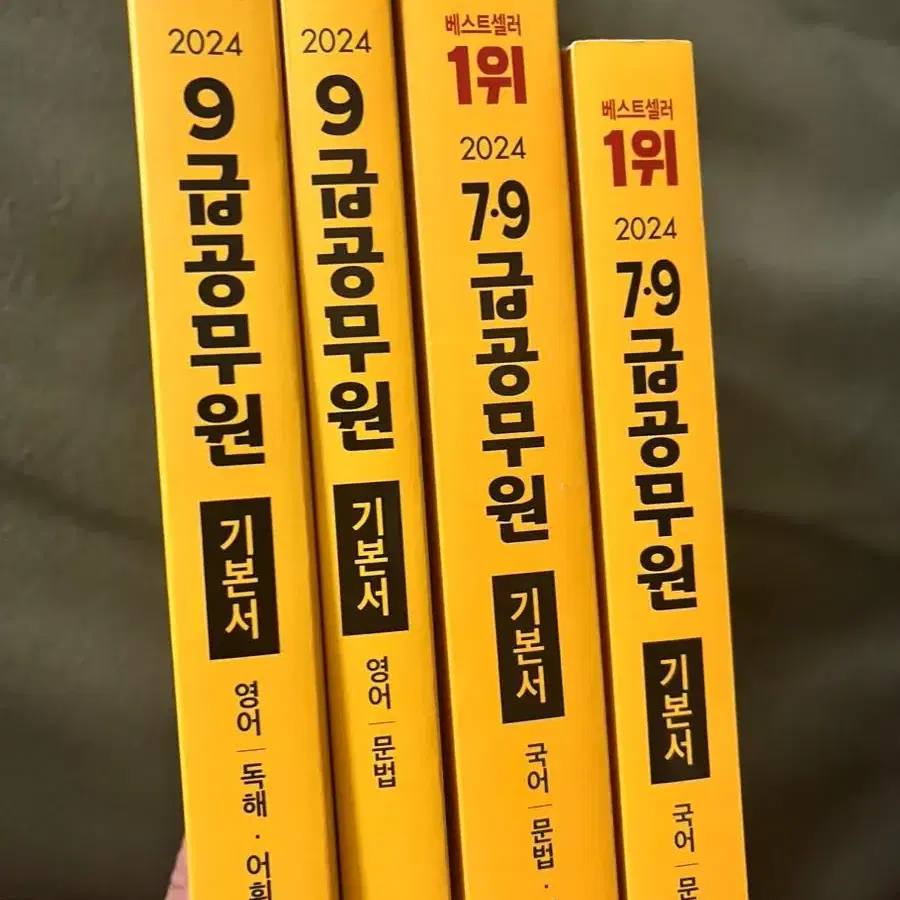 2024
9급공무원
기본서
영어 | 독해 · 어휘
2024
9급공무원
기본서
영어 | 문법
베스트셀러
1위
2024
7·9급공무원
기본서
국어 | 문법 ·
베스트셀러
1위
2024
7·9급공무원
기본서
국어 | 문